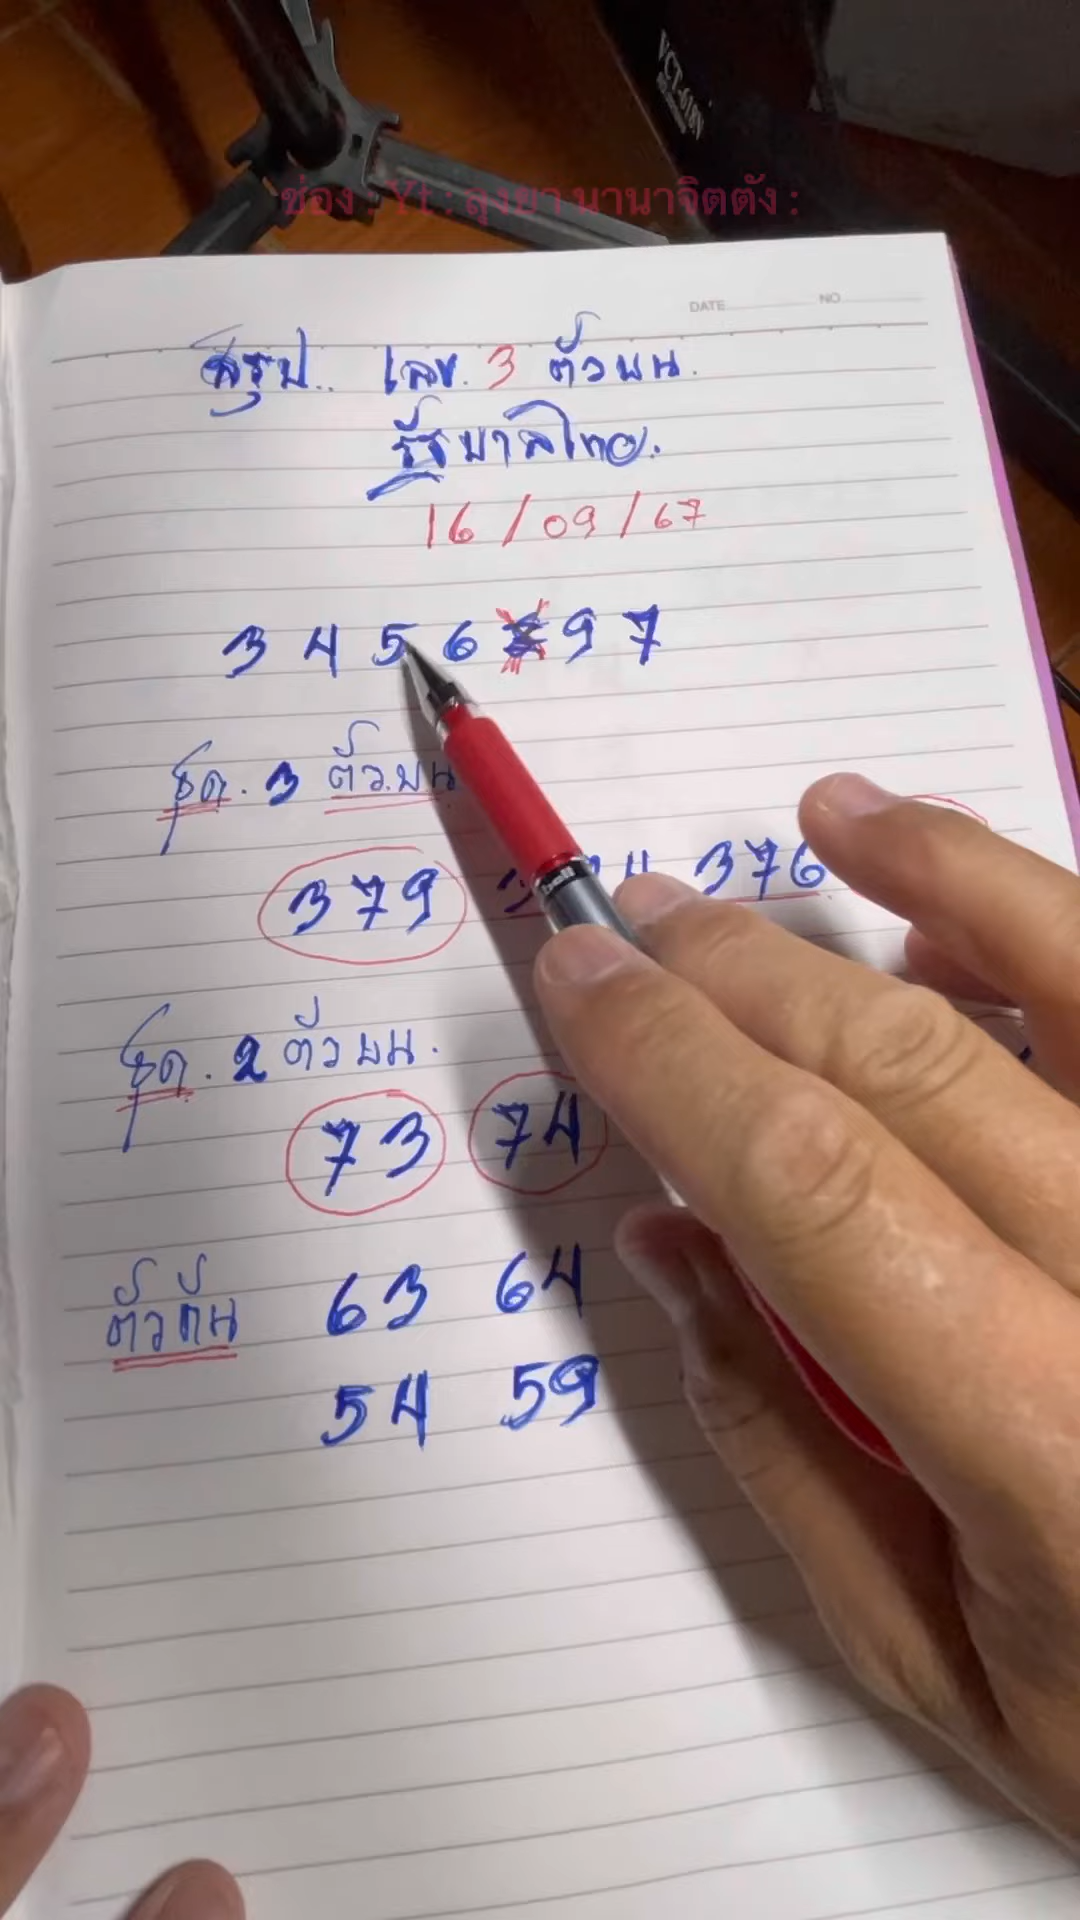 VCT-618N
ช่อง : Yt : ลุงยา นานาจิตตัง :
DATE NO
สรุป.. เลข. 3 ตัวบน.
รัฐบาลไทย.
16/09/67
3 4 5 6 9 7
ชุด. 3 ตัว.บน
379 376
ชุด. 2 ตัวบน.
73 74
ตัวกัน 63 64
54 59